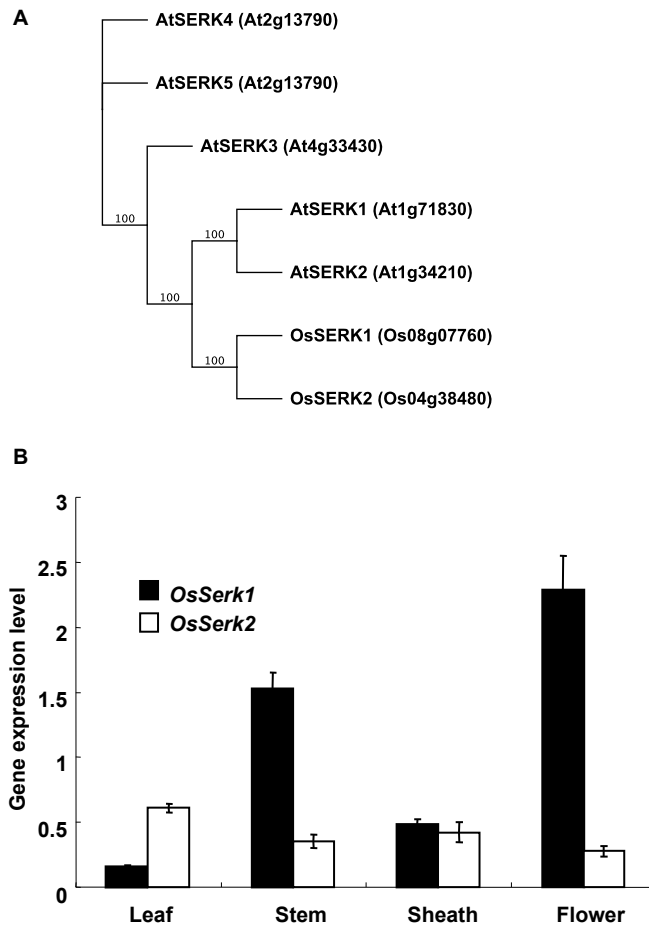 A
AtSERK4 (At2g13790)
AtSERK5 (At2g13790)
AtSERK3 (At4g33430)
AtSERK1 (At1g71830)
100
100
AtSERK2 (At1g34210)
100
OsSERK1 (Os08g07760)
100
OsSERK2 (Os04g38480)
B
3
2.5
2
1.5
1
0.5
0
Gene expression level
OsSerk1
OsSerk2
Leaf Stem Sheath Flower